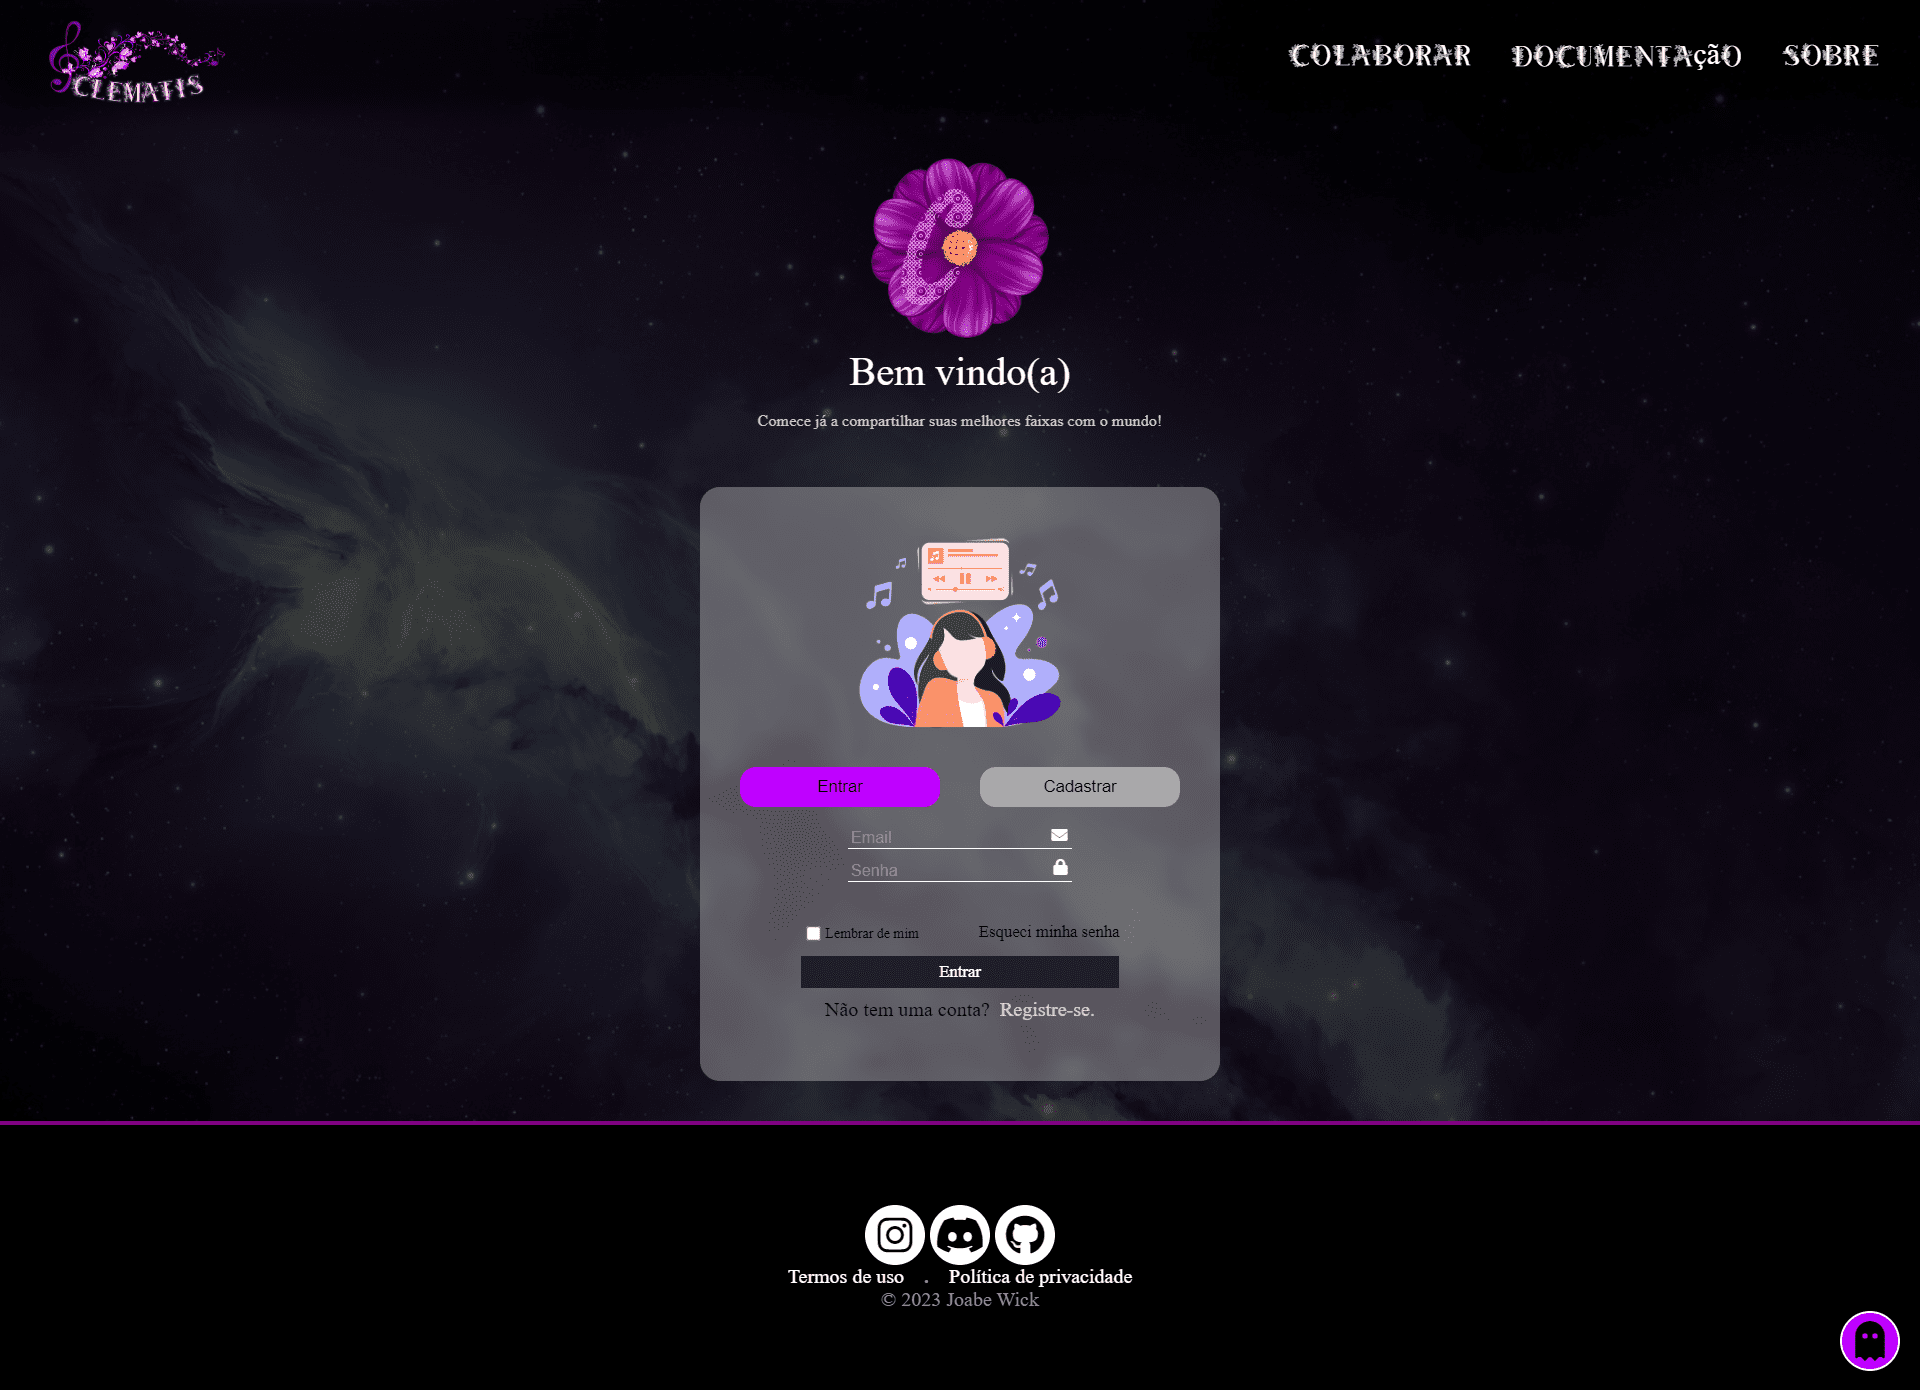 CLEMATIS
COLABORAR DOCUMENTAção SOBRE
Bem vindo(a)
Comece já a compartilhar suas melhores faixas com o mundo!
Entrar Cadastrar
Email
Senha
Lembrar de mim Esqueci minha senha
Entrar
Não tem uma conta? Registre-se.
Termos de uso . Política de privacidade
© 2023 Joabe Wick